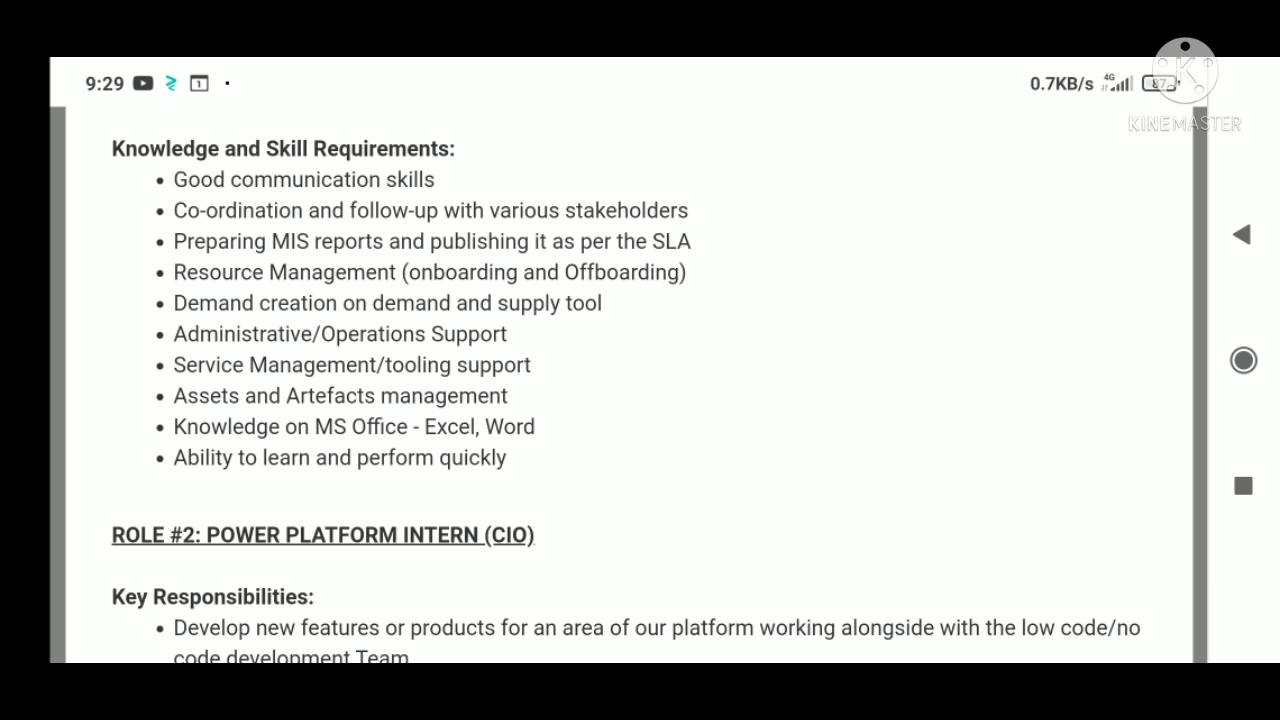 9:29
1
0.7KB/s 4G 87
KINEMASTER
Knowledge and Skill Requirements:
• Good communication skills
• Co-ordination and follow-up with various stakeholders
• Preparing MIS reports and publishing it as per the SLA
• Resource Management (onboarding and Offboarding)
• Demand creation on demand and supply tool
• Administrative/Operations Support
• Service Management/tooling support
• Assets and Artefacts management
• Knowledge on MS Office - Excel, Word
• Ability to learn and perform quickly
ROLE #2: POWER PLATFORM INTERN (CIO)
Key Responsibilities:
• Develop new features or products for an area of our platform working alongside with the low code/no
code development Team